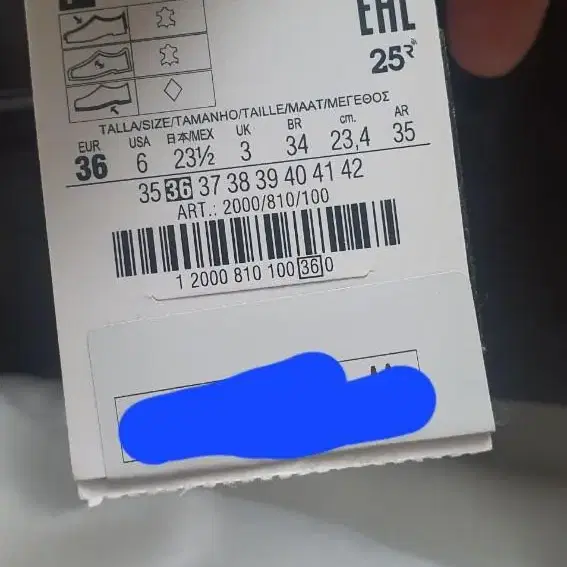 EAC
25
TALLA/SIZE/TAMANHO/TAILLE/MAAT/ΜΕΓΕΘΟΣ
EUR USA 日本/MEX UK BR cm. AR
36 6 23½ 3 34 23,4 35
35 36 37 38 39 40 41 42
ART.: 2000/810/100
1 2000 810 100 36 0